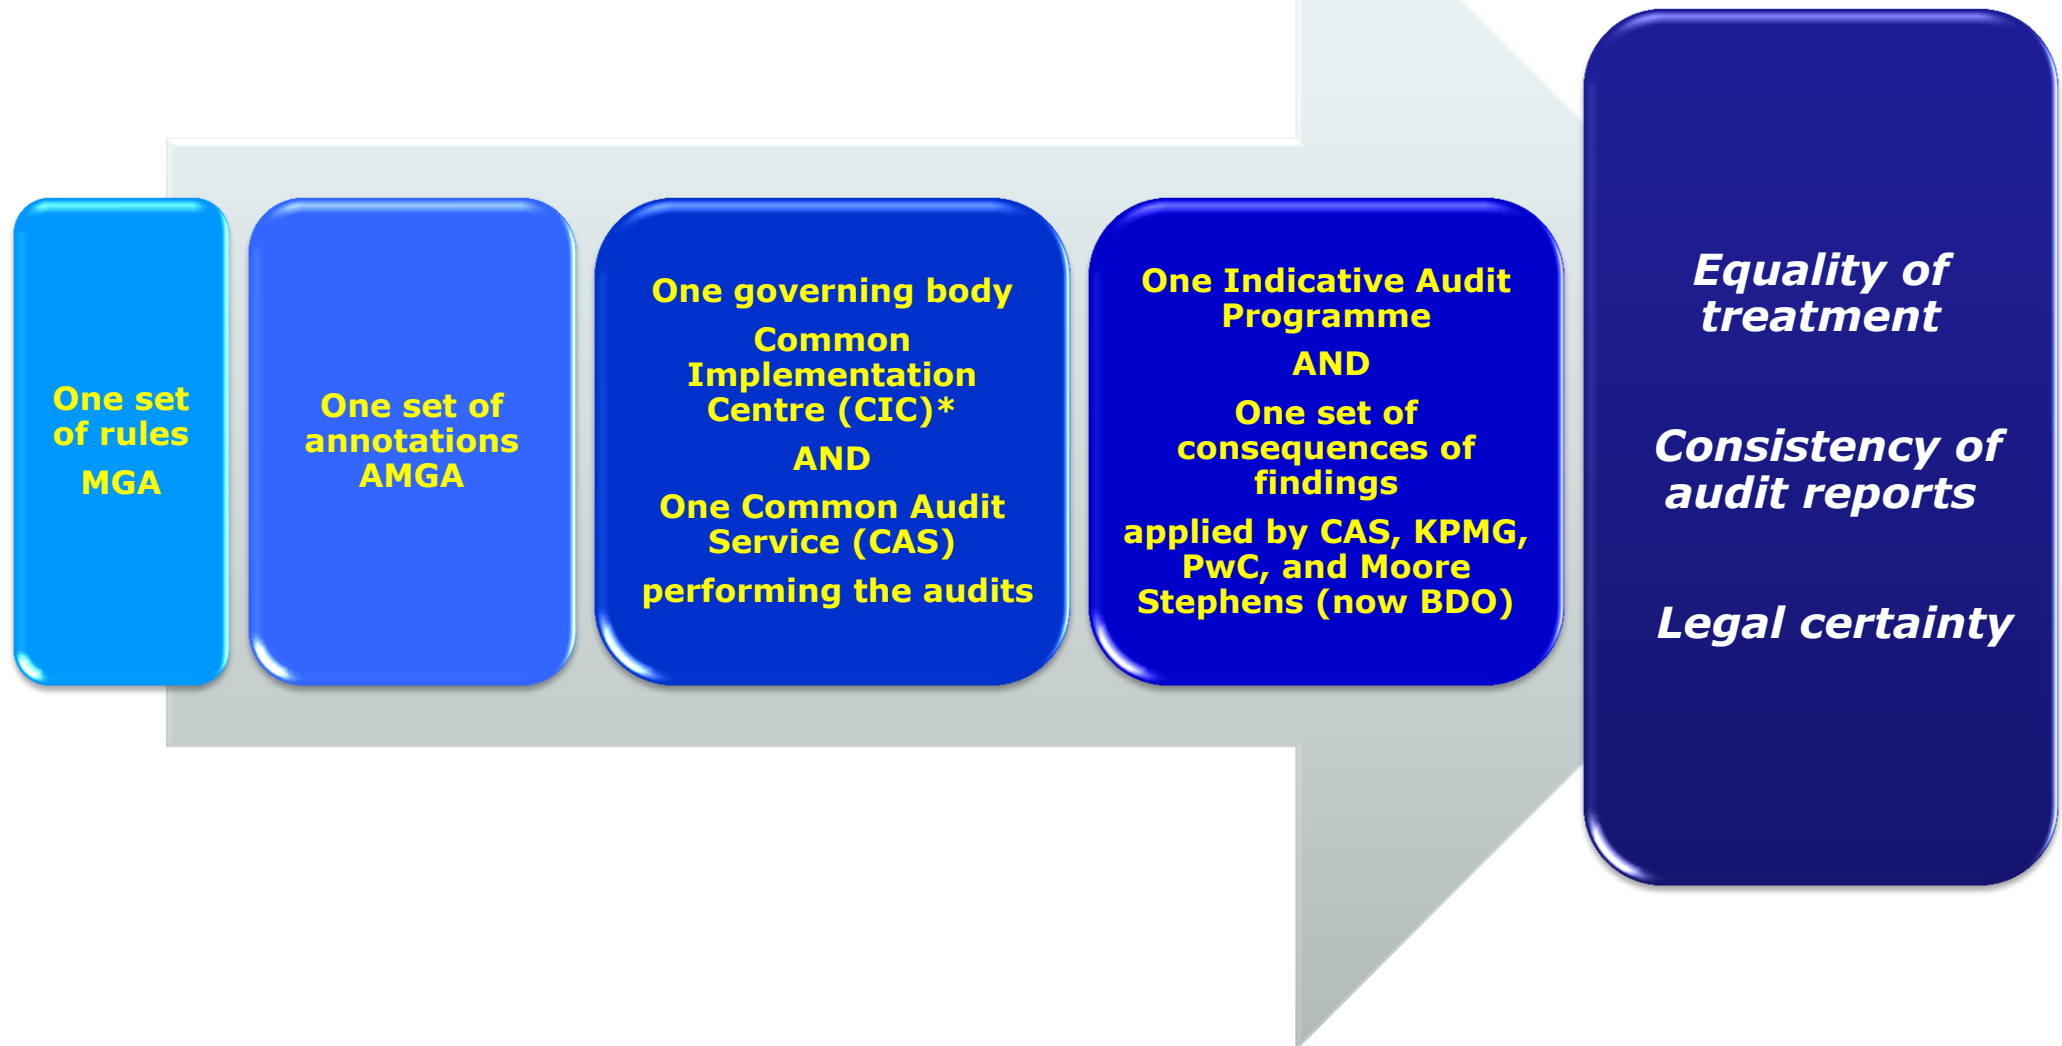 One set
of rules
MGA
One set of
annotations
AMGA
One governing body
Common
Implementation
Centre (CIC)*
AND
One Common Audit
Service (CAS)
performing the audits
One Indicative Audit
Programme
AND
One set of
consequences of
findings
applied by CAS, KPMG,
PwC, and Moore
Stephens (now BDO)
Equality of
treatment
Consistency of
audit reports
Legal certainty